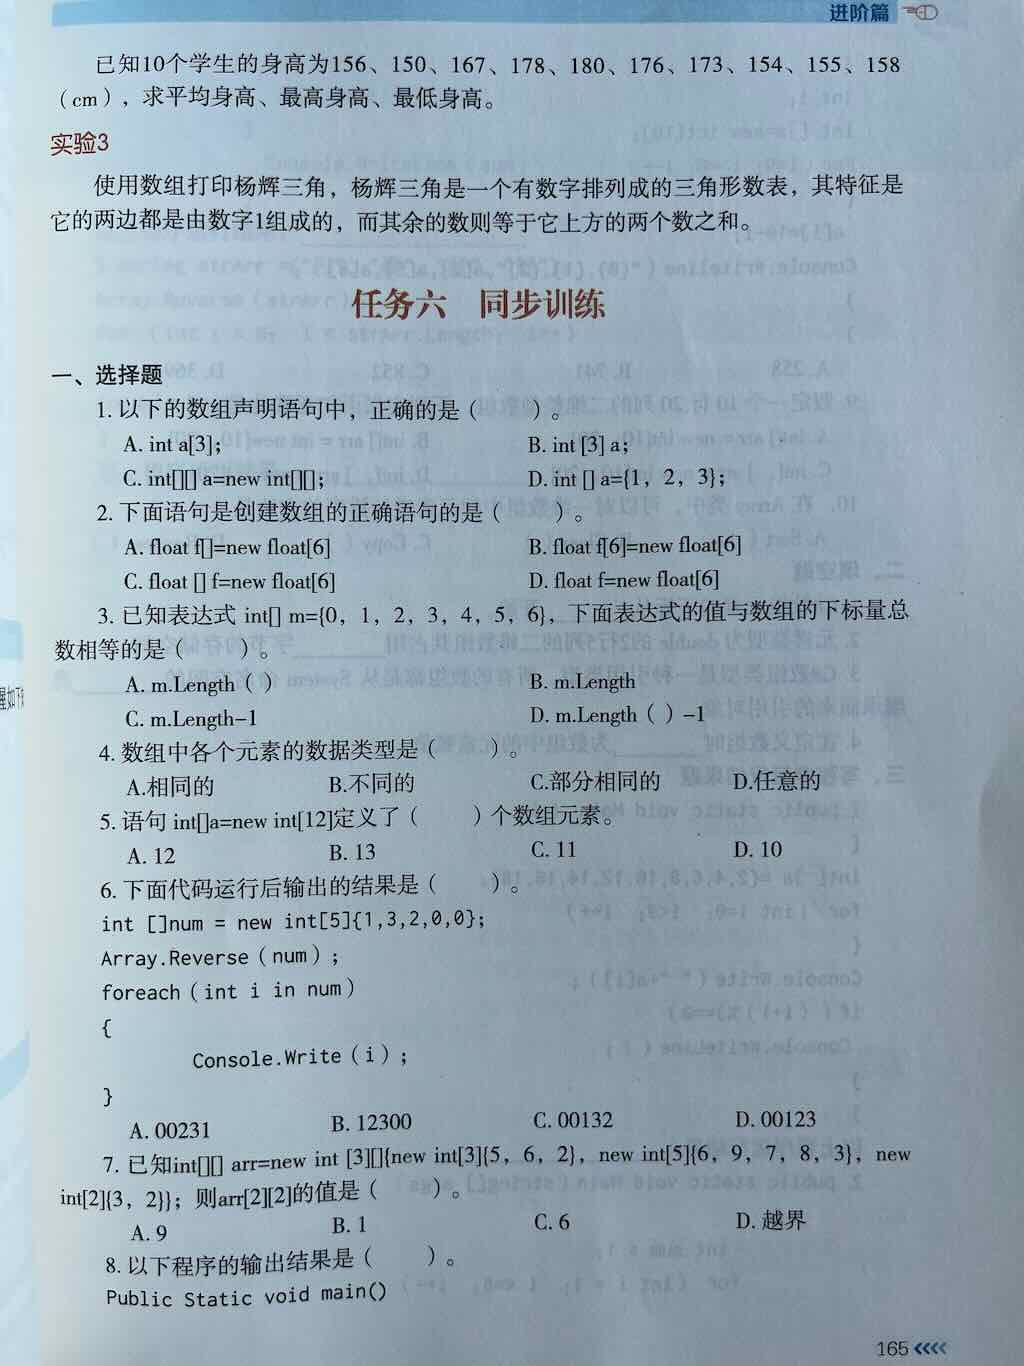 进阶篇
已知10个学生的身高为156、150、167、178、180、176、173、154、155、158
（cm），求平均身高、最高身高、最低身高。
实验3
使用数组打印杨辉三角，杨辉三角是一个有数字排列成的三角形数表，其特征是
它的两边都是由数字1组成的，而其余的数则等于它上方的两个数之和。
任务六 同步训练
一、选择题
1. 以下的数组声明语句中，正确的是（ ）。
A. int a[3]; B. int [3] a;
C. int[][] a=new int[][]; D. int [] a={1，2，3};
2. 下面语句是创建数组的正确语句的是（ ）。
A. float f[]=new float[6] B. float f[6]=new float[6]
C. float [] f=new float[6] D. float f=new float[6]
3. 已知表达式 int[] m={0，1，2，3，4，5，6}，下面表达式的值与数组的下标量总
数相等的是（ ）。
A. m.Length（） B. m.Length
C. m.Length-1 D. m.Length（）-1
4. 数组中各个元素的数据类型是（ ）。
A.相同的 B.不同的 C.部分相同的 D.任意的
5. 语句 int[]a=new int[12]定义了（ ）个数组元素。
A. 12 B. 13 C. 11 D. 10
6. 下面代码运行后输出的结果是（ ）。
int []num = new int[5]{1,3,2,0,0};
Array.Reverse（num）;
foreach（int i in num）
{
Console.Write（i）;
}
A. 00231 B. 12300 C. 00132 D. 00123
7. 已知int[][] arr=new int [3][]{new int[3]{5，6，2}，new int[5]{6，9，7，8，3}，new
int[2]{3，2}}；则arr[2][2]的值是（ ）。
A. 9 B. 1 C. 6 D. 越界
8. 以下程序的输出结果是（ ）。
Public Static void main()
165